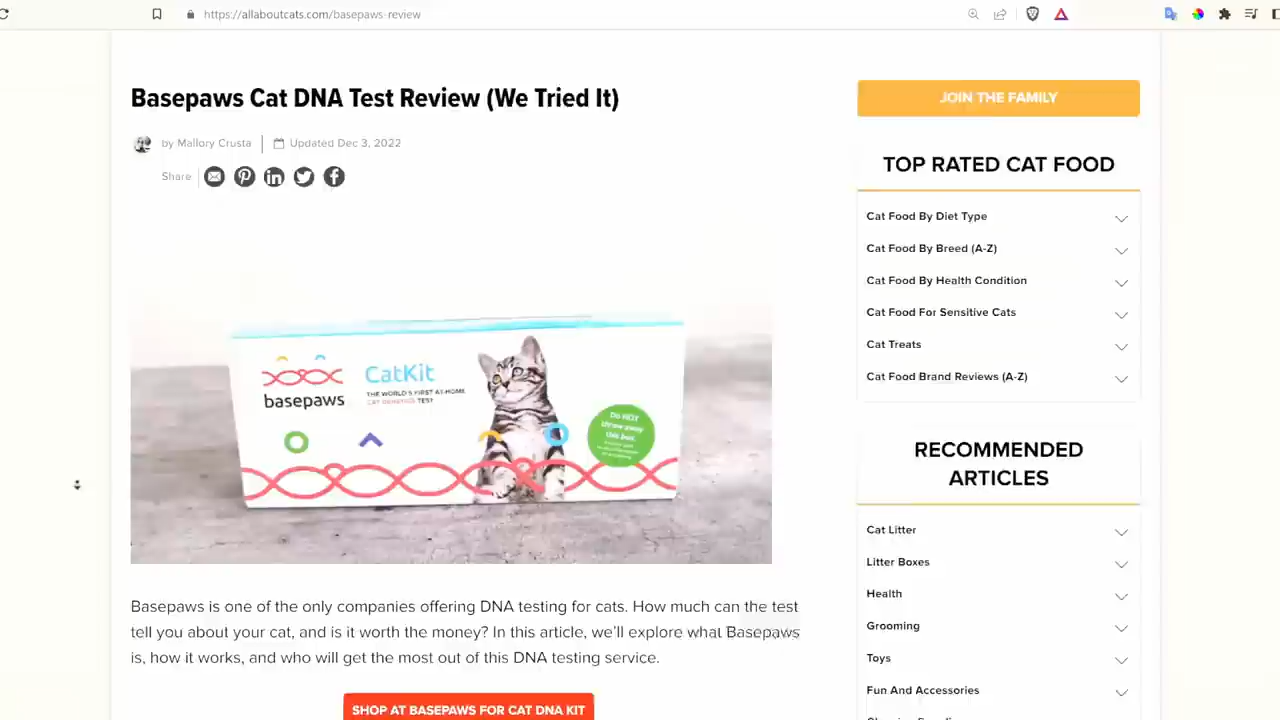 https://allaboutcats.com/basepaws-review
Basepaws Cat DNA Test Review (We Tried It)
by Mallory Crusta
Updated Dec 3, 2022
Share
basepaws
CatKit
THE WORLD'S FIRST AT-HOME
CAT GENETICS TEST
Do NOT
throw away
this box.
Basepaws is one of the only companies offering DNA testing for cats. How much can the test
tell you about your cat, and is it worth the money? In this article, we'll explore what Basepaws
is, how it works, and who will get the most out of this DNA testing service.
SHOP AT BASEPAWS FOR CAT DNA KIT
JOIN THE FAMILY
TOP RATED CAT FOOD
Cat Food By Diet Type
Cat Food By Breed (A-Z)
Cat Food By Health Condition
Cat Food For Sensitive Cats
Cat Treats
Cat Food Brand Reviews (A-Z)
RECOMMENDED
ARTICLES
Cat Litter
Litter Boxes
Health
Grooming
Toys
Fun And Accessories